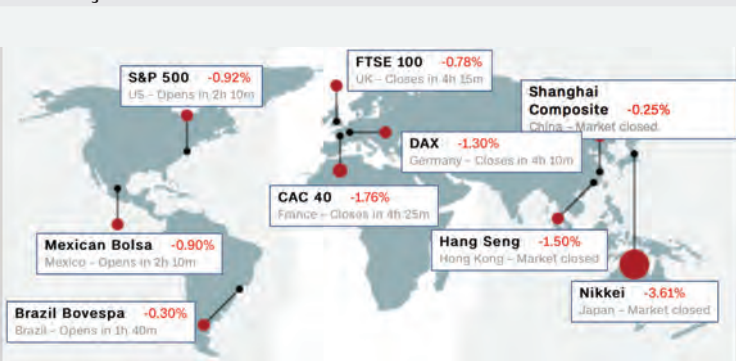 S&P 500 -0.92%
US - Opens in 2h 10m
FTSE 100 -0.78%
UK - Closes in 4h 15m
Shanghai
Composite -0.25%
China - Market closed
DAX -1.30%
Germany - Closes in 4h 10m
CAC 40 -1.76%
France - Closes in 4h 25m
Mexican Bolsa -0.90%
Mexico - Opens in 2h 10m
Hang Seng -1.50%
Hong Kong - Market closed
Nikkei -3.61%
Japan - Market closed
Brazil Bovespa -0.30%
Brazil - Opens in 1h 40m